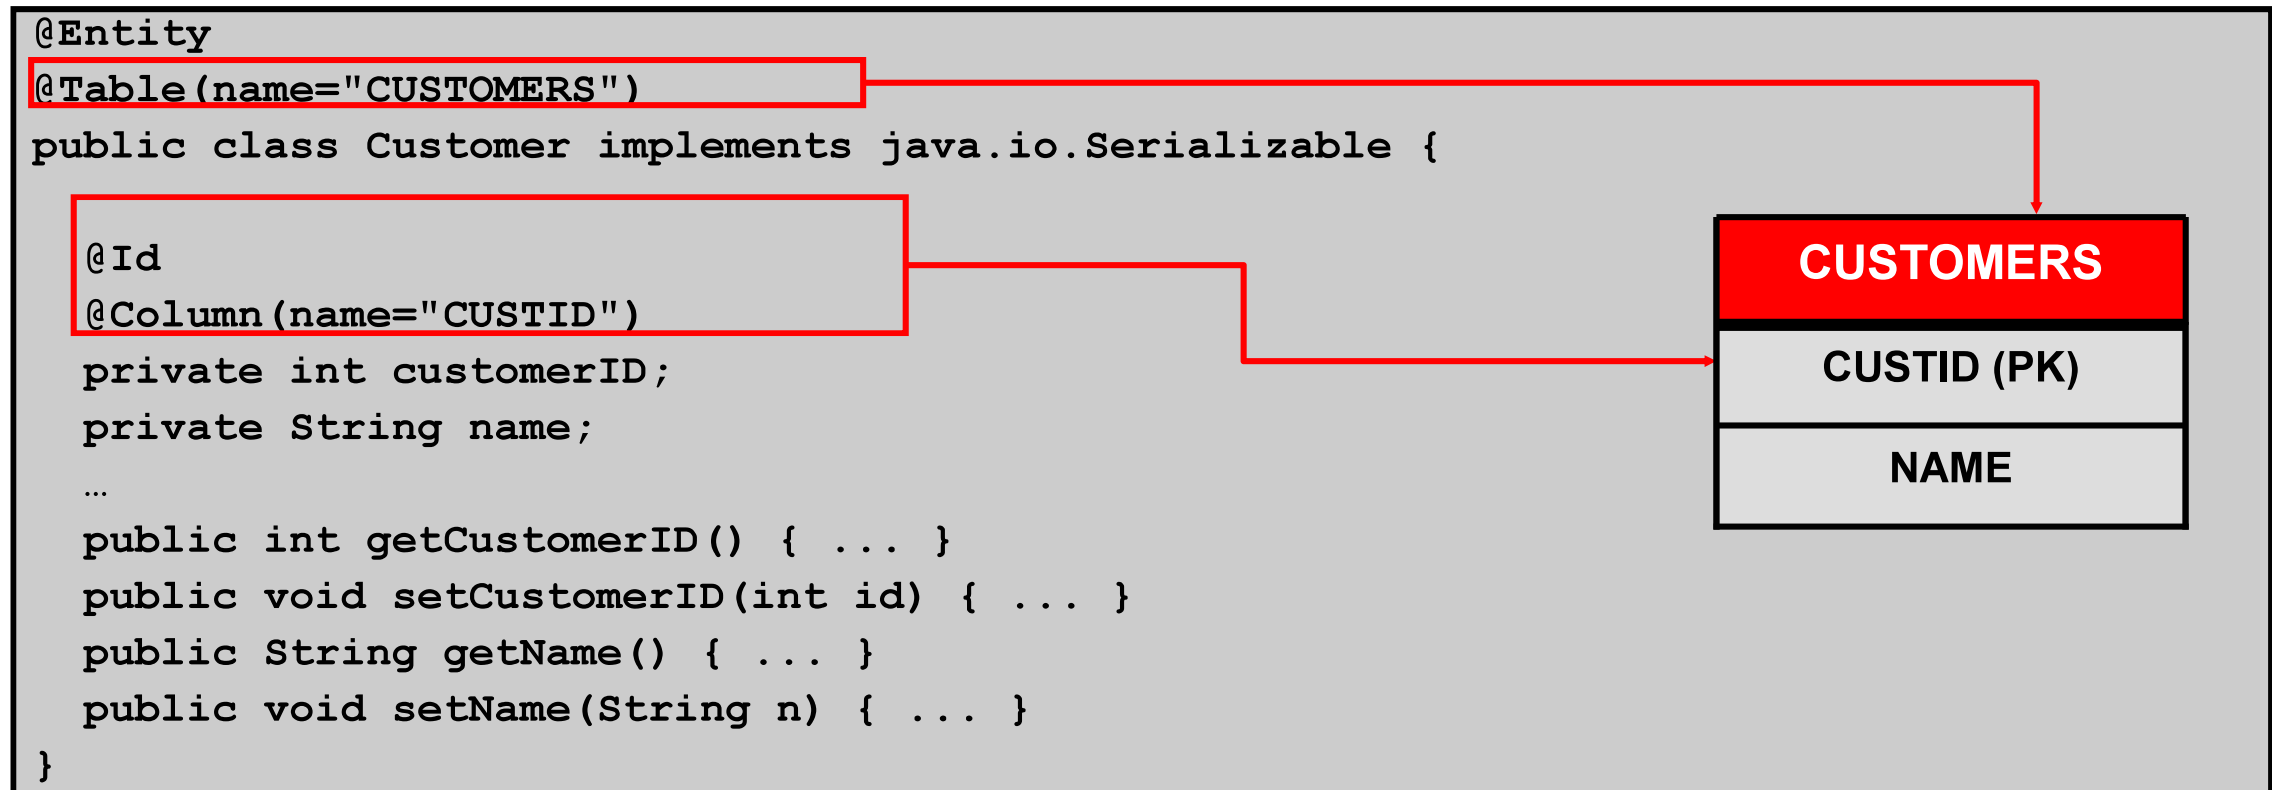 @Entity
@Table(name="CUSTOMERS")
public class Customer implements java.io.Serializable {
@Id
@Column(name="CUSTID")
private int customerID;
private String name;
…
public int getCustomerID() { ... }
public void setCustomerID(int id) { ... }
public String getName() { ... }
public void setName(String n) { ... }
}
CUSTOMERS
CUSTID (PK)
NAME